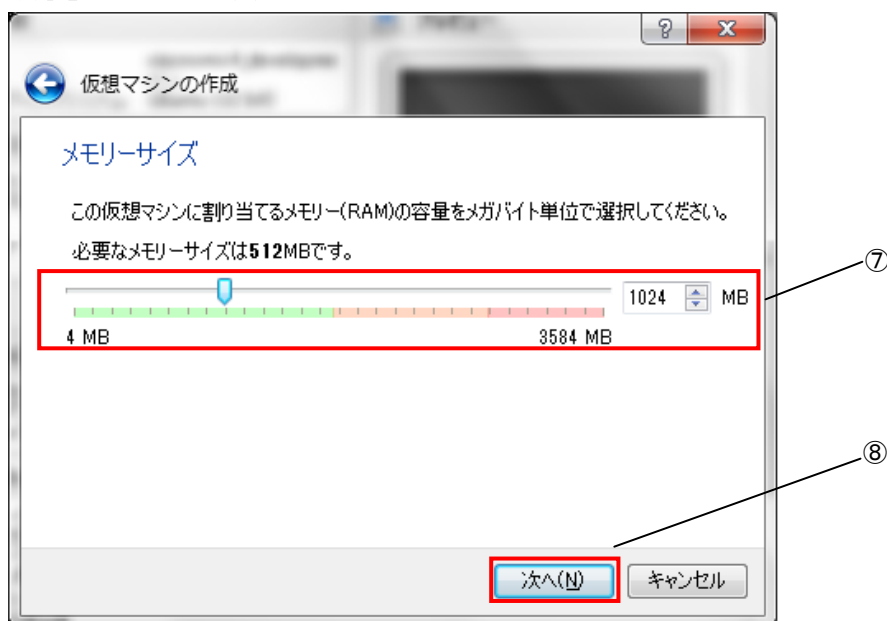 仮想マシンの作成
メモリーサイズ
この仮想マシンに割り当てるメモリー(RAM)の容量をメガバイト単位で選択してください。
必要なメモリーサイズは512MBです。
⑦
1024 MB
4 MB 3584 MB
⑧
次へ(N) キャンセル